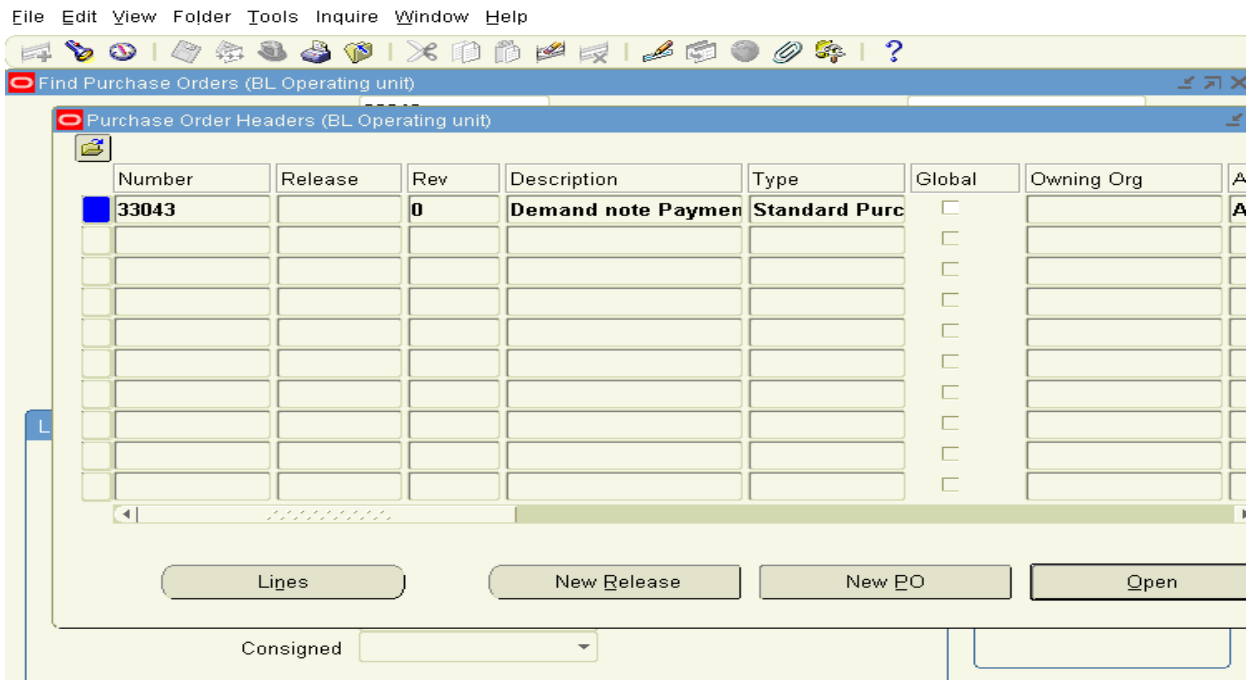 File Edit View Folder Tools Inquire Window Help
?
Find Purchase Orders (BL Operating unit)
Purchase Order Headers (BL Operating unit)
Number Release Rev Description Type Global Owning Org A
33043 0 Demand note Paymen Standard Purc A
L
Lines New Release New PO Open
Consigned